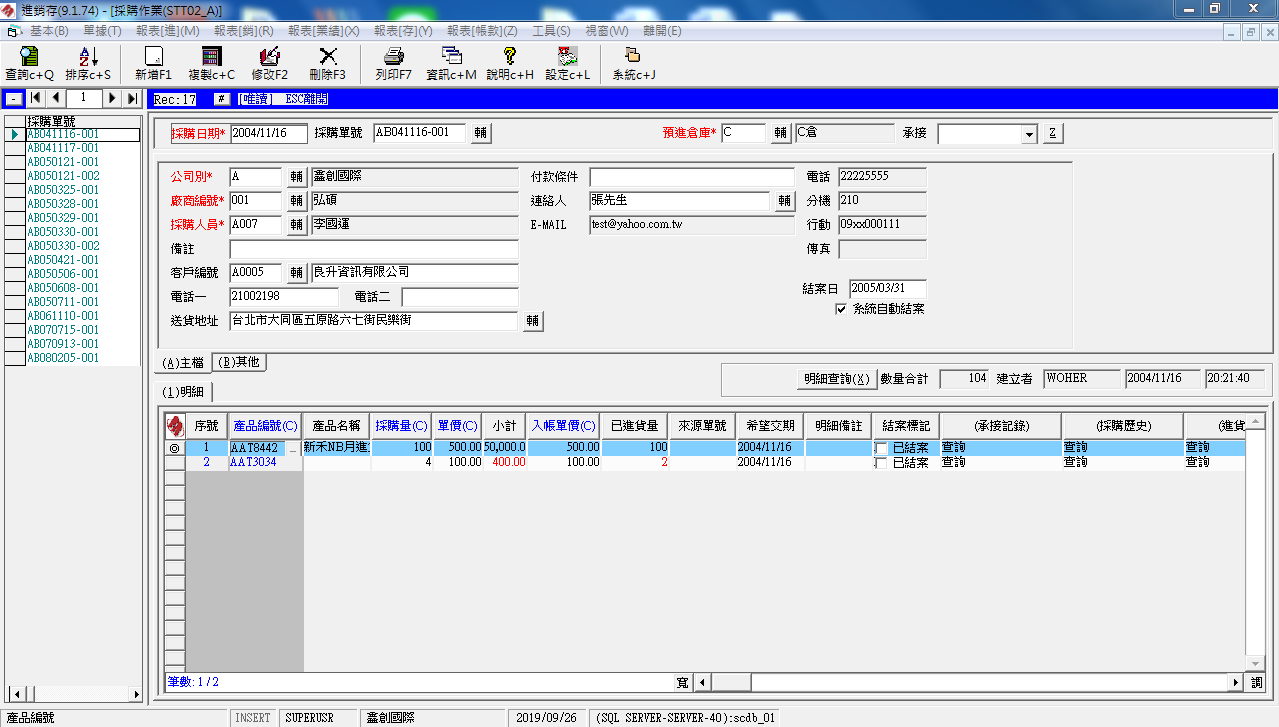 進銷存(9.1.74) - [採購作業(STT02_A)]
基本(B) 單據(T) 報表[進](M) 報表[銷](R) 報表[業績](X) 報表[存](Y) 報表[帳款](Z) 工具(S) 視窗(W) 離開(E)
查詢c+Q 排序c+S 新增F1 複製c+C 修改F2 刪除F3 列印F7 資訊c+M 說明c+H 設定c+L 系統c+J
- 1 Rec:17 # [唯讀] ESC離開
採購單號
AB041116-001
AB041117-001
AB050121-001
AB050121-002
AB050325-001
AB050328-001
AB050329-001
AB050330-001
AB050330-002
AB050421-001
AB050506-001
AB050608-001
AB050711-001
AB061110-001
AB070715-001
AB070913-001
AB080205-001
採購日期* 2004/11/16 採購單號 AB041116-001 輔 預進倉庫* C 輔 C倉 承接 Z
公司別* A 輔 鑫創國際 付款條件 電話 22225555
廠商編號* 001 輔 弘碩 連絡人 張先生 輔 分機 210
採購人員* A007 輔 李國運 E-MAIL test@yahoo.com.tw 行動 09xx000111
備註 傳真
客戶編號 A0005 輔 良升資訊有限公司
結案日 2005/03/31
電話一 21002198 電話二
系統自動結案
送貨地址 台北市大同區五原路六七街民樂街 輔
(A)主檔 (B)其他
明細查詢(X) 數量合計 104 建立者 WOHER 2004/11/16 20:21:40
(1)明細
序號 產品編號(C) 產品名稱 採購量(C) 單價(C) 小計 入帳單價(C) 已進貨量 來源單號 希望交期 明細備註 結案標記 (承接記錄) (採購歷史) (進貨
1 AAT8442 ... 新禾NB月進 100 500.00 50,000.0 500.00 100 2004/11/16 已結案 查詢 查詢 查詢
2 AAT3034 4 100.00 400.00 100.00 2 2004/11/16 已結案 查詢 查詢 查詢
筆數: 1 / 2 寬 調
產品編號 INSERT SUPERUSR 鑫創國際 2019/09/26 (SQL SERVER-SERVER-40):scdb_01